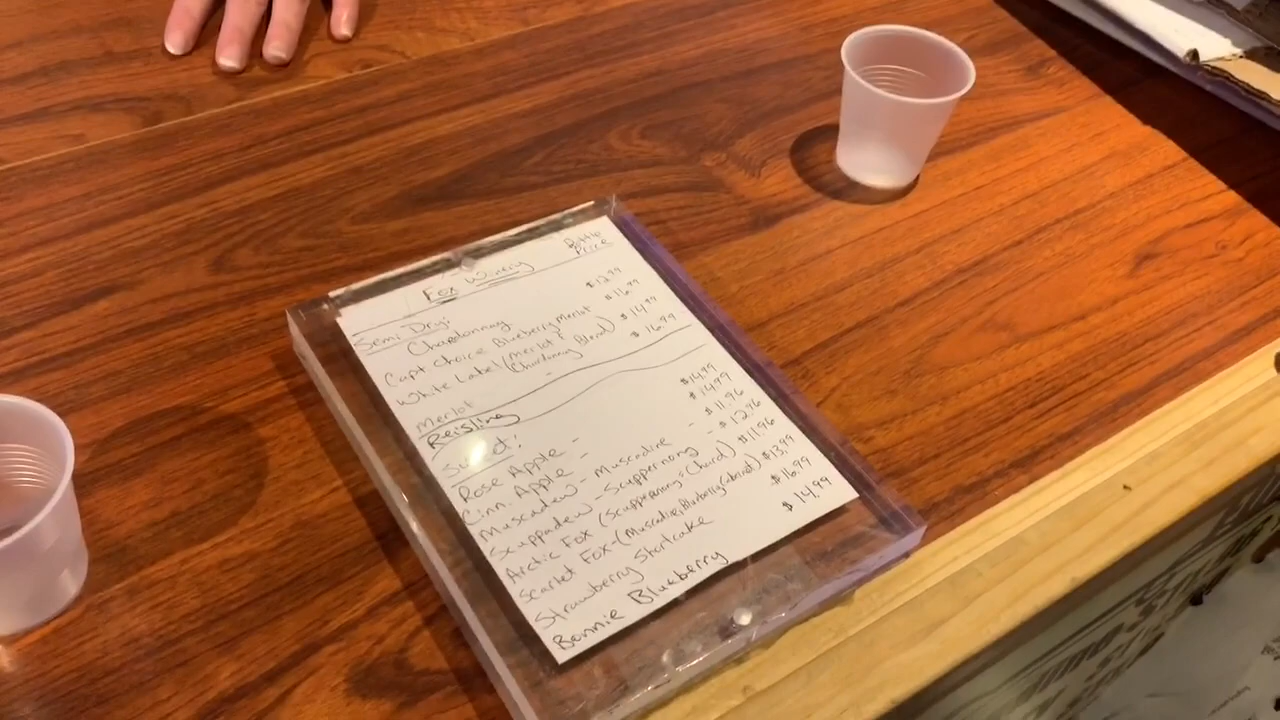 Fox Winery
Bottle
Price
Semi Dry:
Chardonnay $12.99
Capt Choice Blueberry Merlot $16.99
White Label (Merlot & $14.99
Chardonnay Blend)
Merlot - $16.99
Reisling
Sweet:
Rose Apple - $14.99
Cinn. Apple - $14.99
Muscadew - Muscadine - $11.96
Scuppadew - Scuppernong - $12.96
Arctic Fox (Scuppernong & Chard) $11.96
Scarlet Fox - (Muscadine, Blueberry, Cabernet) $13.99
Strawberry Shortcake $16.99
Bonnie Blueberry $14.99